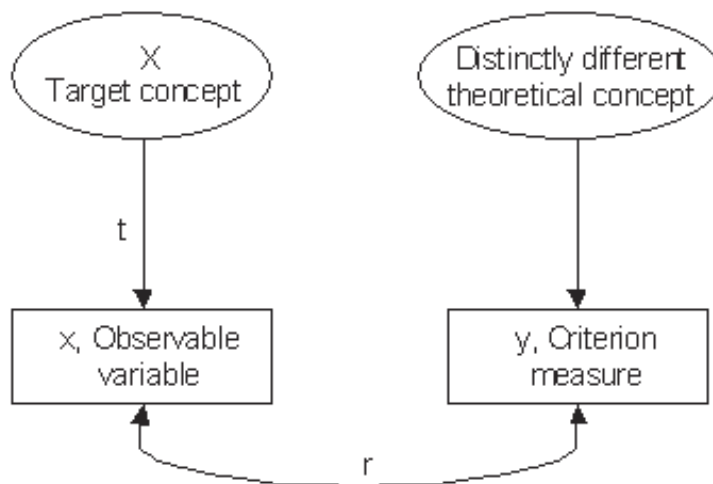 X
Target concept
Distinctly different
theoretical concept
t
x, Observable
variable
y, Criterion
measure
r